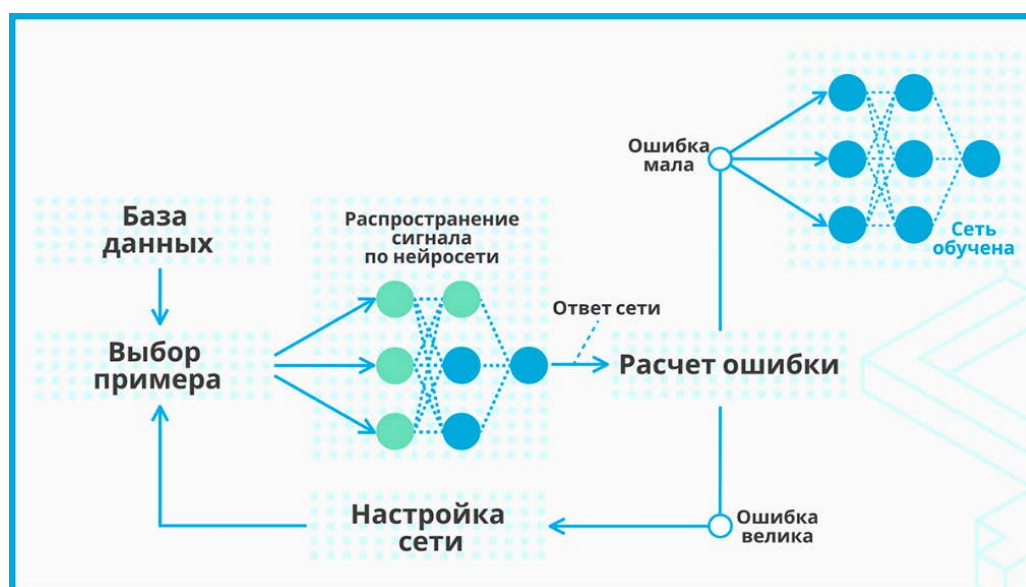 База
данных
Выбор
примера
Распространение
сигнала
по нейросети
Ответ сети
Расчет ошибки
Ошибка
мала
Сеть
обучена
Ошибка
велика
Настройка
сети